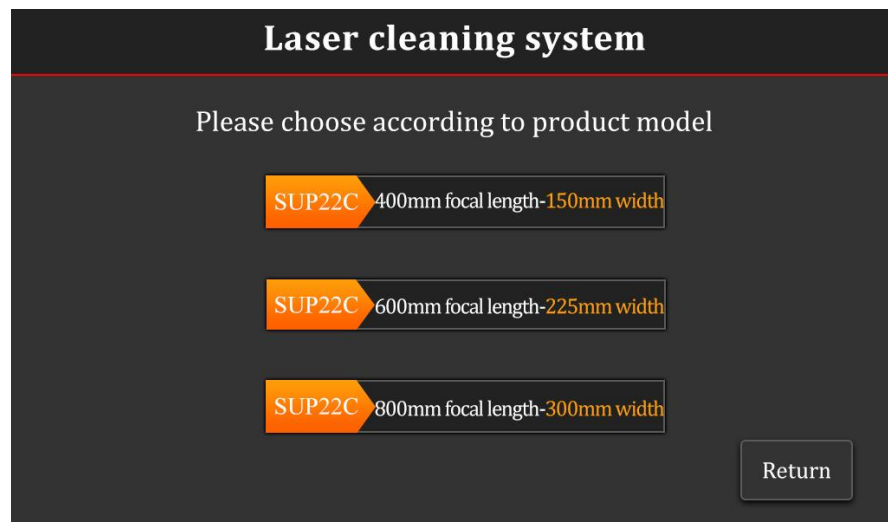 Laser cleaning system
Please choose according to product model
SUP22C 400mm focal length-150mm width
SUP22C 600mm focal length-225mm width
SUP22C 800mm focal length-300mm width
Return